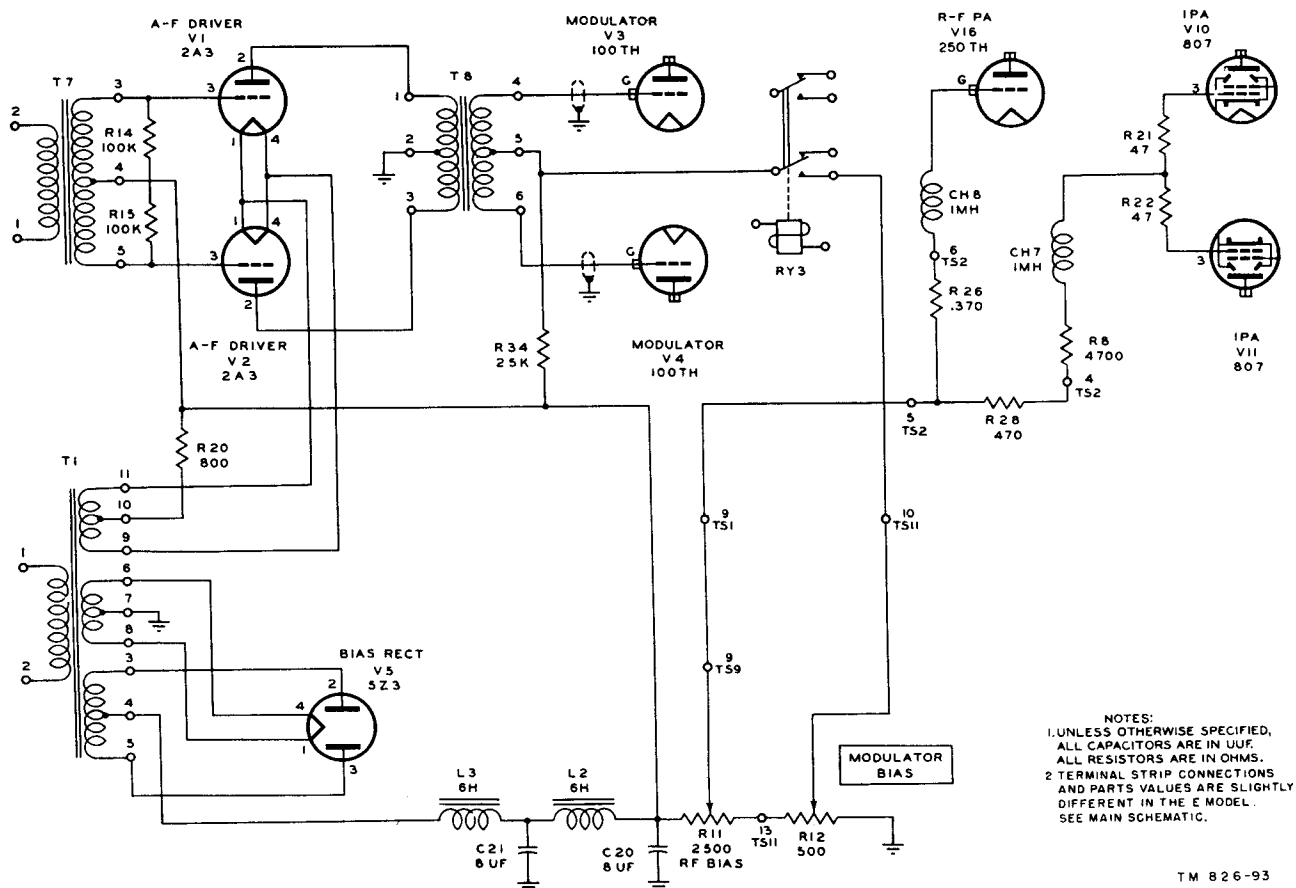 A-F DRIVER
V1
2A3
MODULATOR
V3
100TH
R-F PA
V16
250TH
IPA
V10
807
T7
3
2
3
2
R14
100K
4
R15
100K
1
5
1
4
1
4
3
2
T8
1
4
2
5
3
6
G
G
RY3
G
CH8
1MH
6
TS2
R26
.370
3
R21
47
R22
47
3
CH7
1MH
R8
4700
4
TS2
IPA
V11
807
A-F DRIVER
V2
2A3
R34
25K
MODULATOR
V4
100TH
5
TS2
R28
470
R20
800
T1
11
10
9
1
6
7
8
2
3
4
5
BIAS RECT
V5
5Z3
2
4
1
3
9
TS1
10
TS11
9
TS9
MODULATOR
BIAS
L3
6H
L2
6H
C21
8 UF
C20
8 UF
R11
2500
RF BIAS
13
TS11
R12
500
NOTES:
1. UNLESS OTHERWISE SPECIFIED,
ALL CAPACITORS ARE IN UUF.
ALL RESISTORS ARE IN OHMS.
2 TERMINAL STRIP CONNECTIONS
AND PARTS VALUES ARE SLIGHTLY
DIFFERENT IN THE E MODEL.
SEE MAIN SCHEMATIC.
TM 826-93